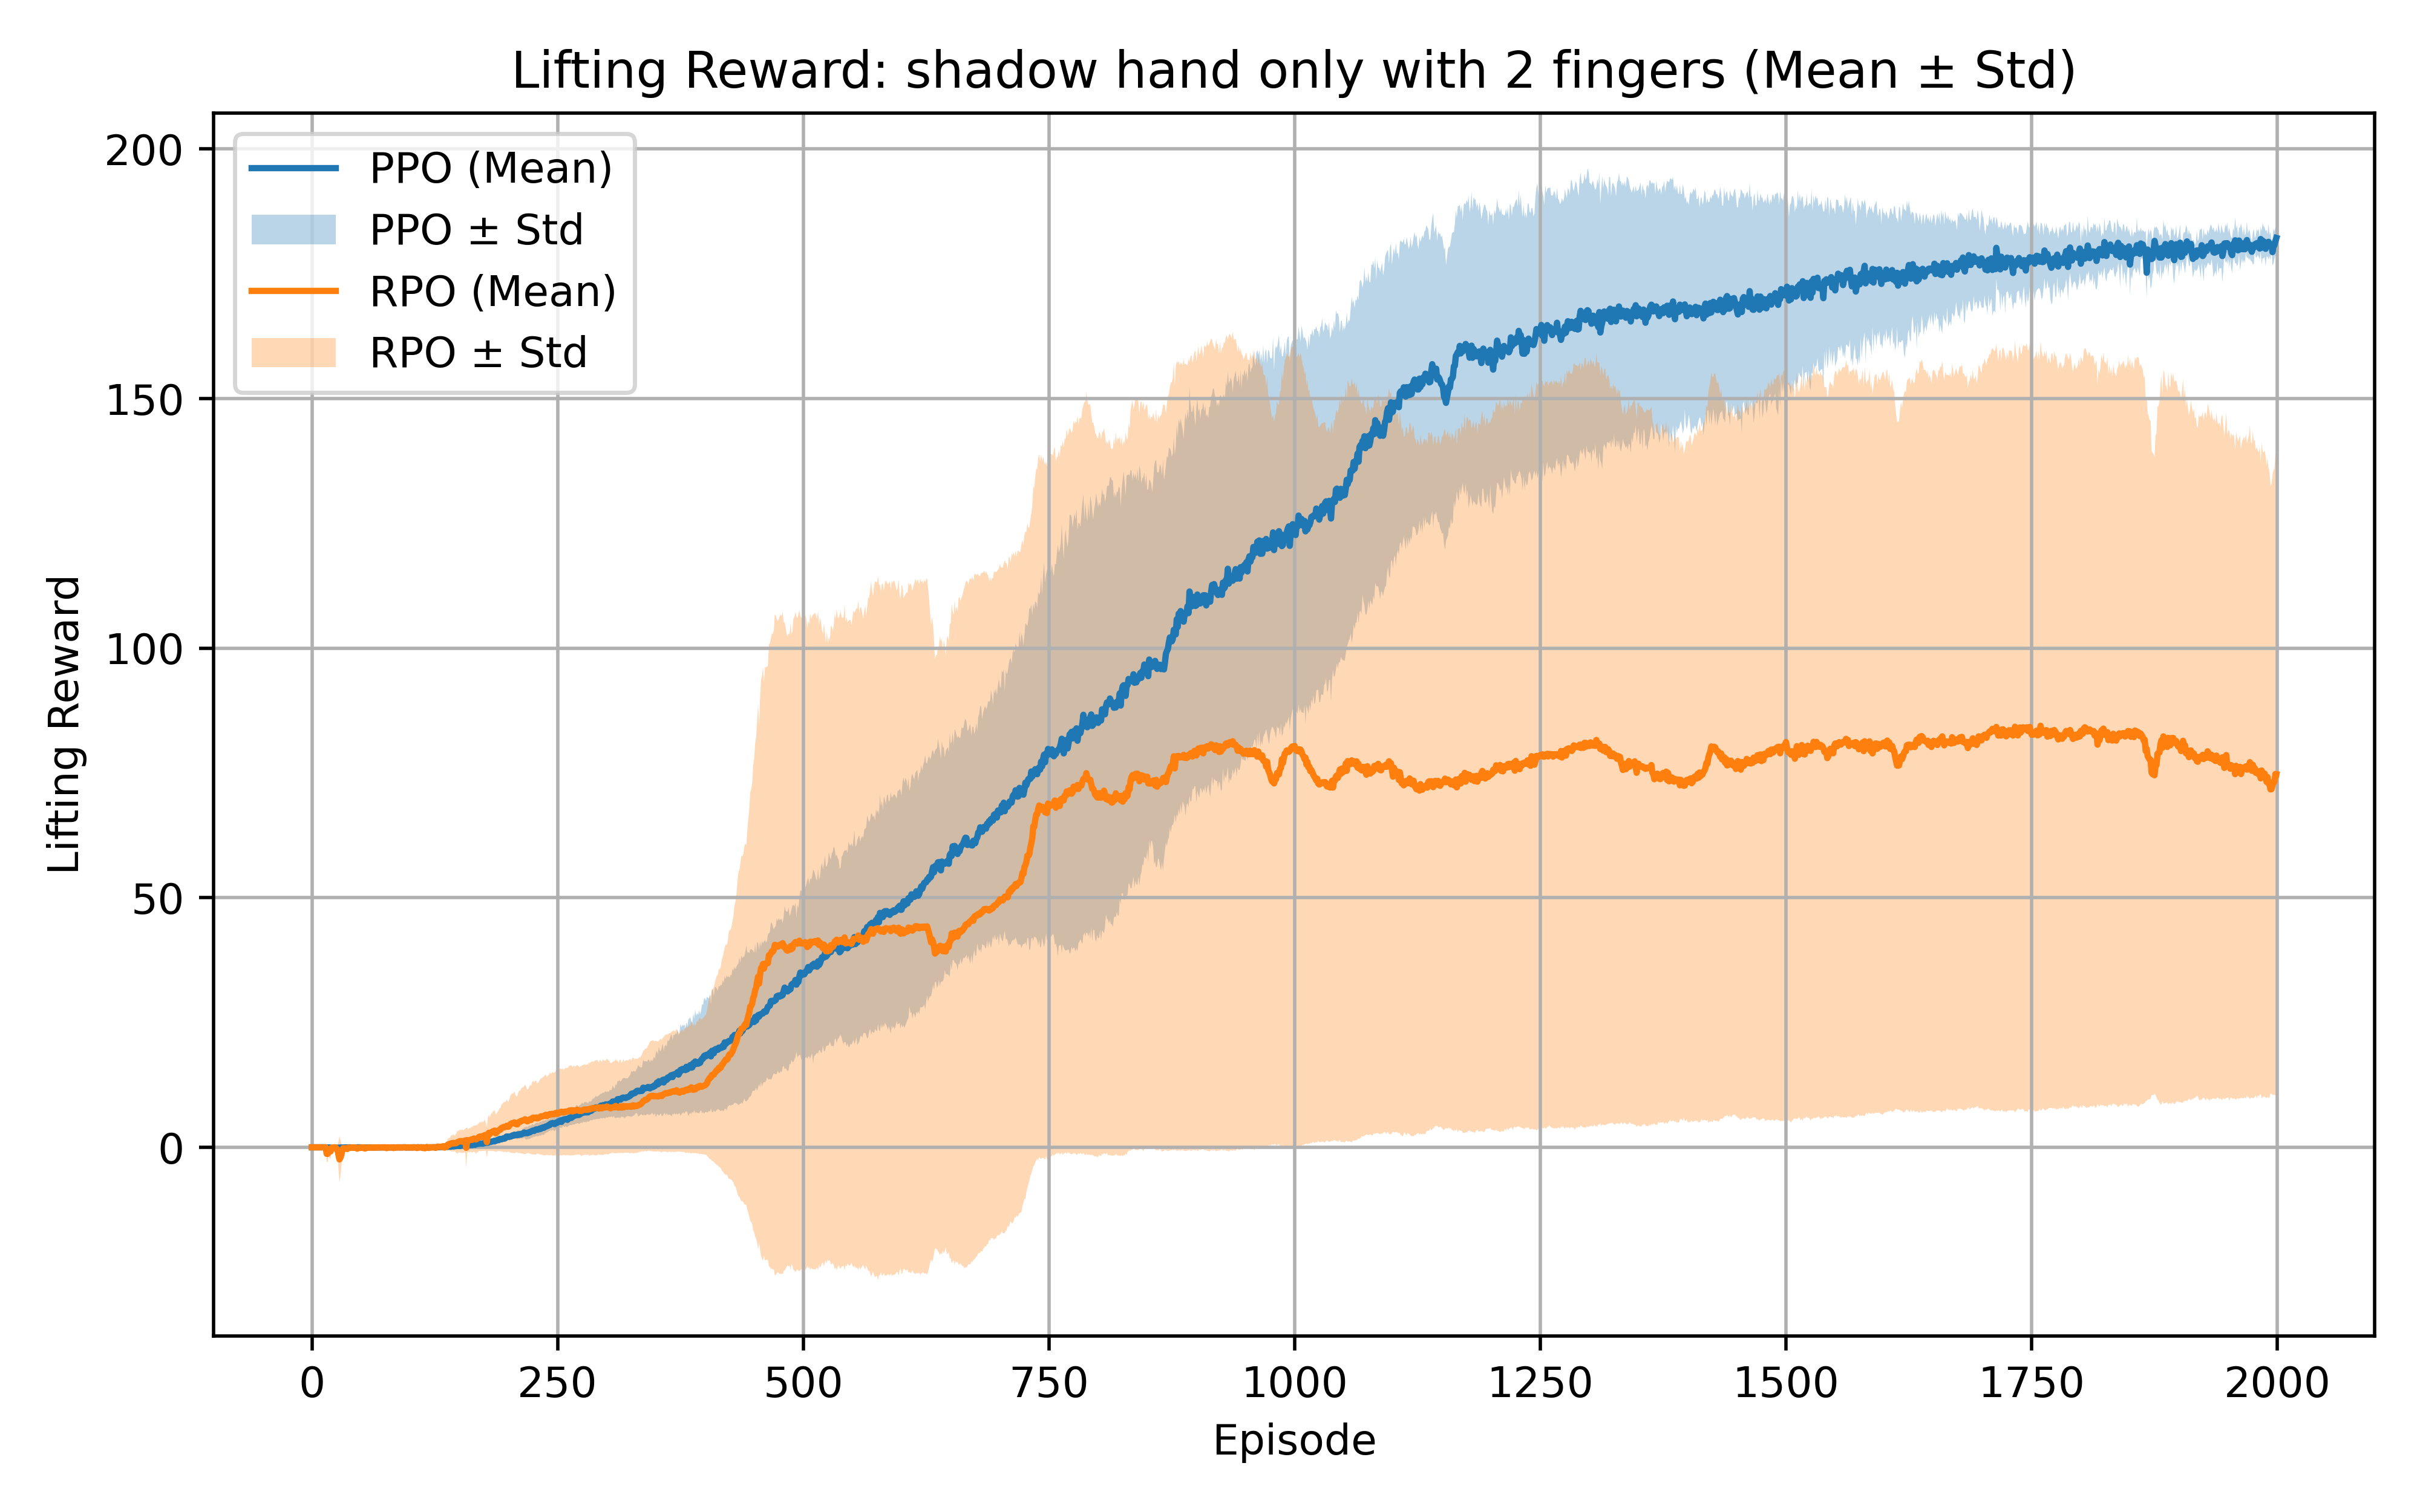 Lifting Reward: shadow hand only with 2 fingers (Mean ± Std)
PPO (Mean)
PPO ± Std
RPO (Mean)
RPO ± Std
200
150
100
50
0
Lifting Reward
0 250 500 750 1000 1250 1500 1750 2000
Episode